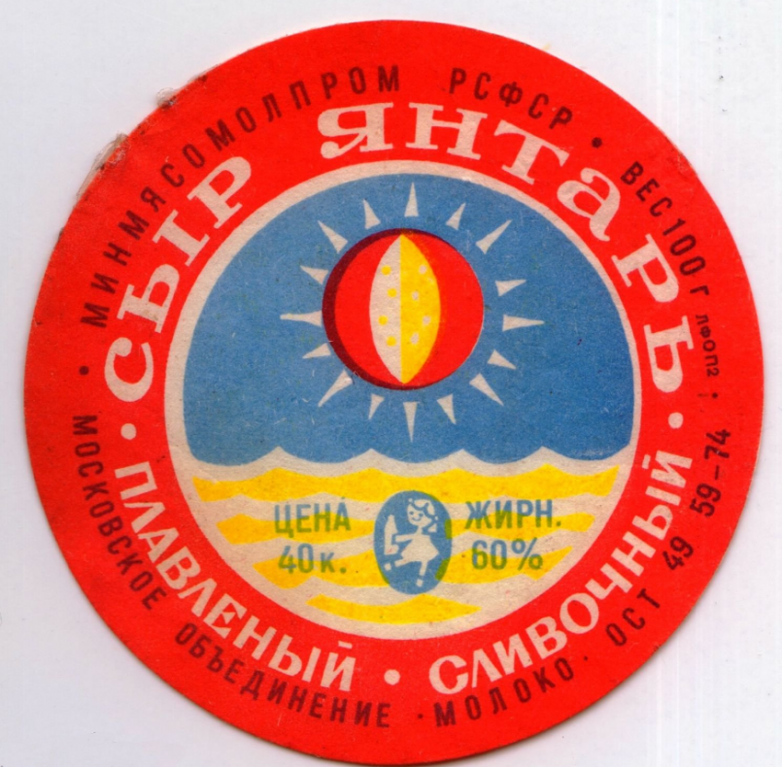 МИНМЯСОМОЛПРОМ РСФСР • ВЕС 100 г ЛФОП2
СЫР ЯНТАРЬ
ЦЕНА 40 к.
ЖИРН. 60%
• ПЛАВЛЕНЫЙ • СЛИВОЧНЫЙ •
• МОСКОВСКОЕ ОБЪЕДИНЕНИЕ • МОЛОКО • ОСТ 49 59-74